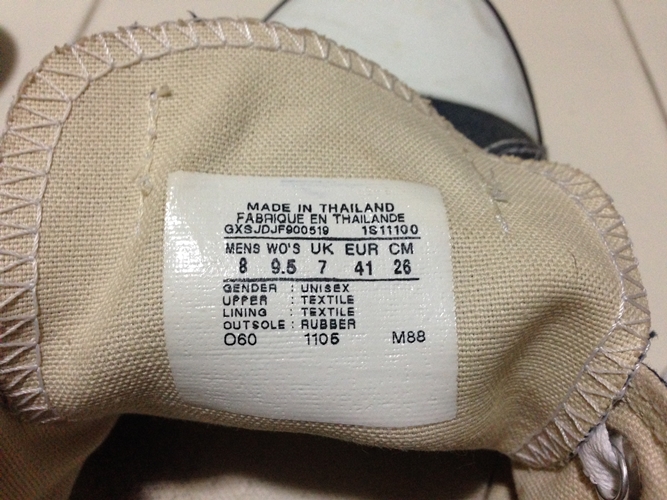 MADE IN THAILAND
FABRIQUE EN THAILANDE
GXSJDJF900519 1S11100
MENS WO'S UK EUR CM
8 9.5 7 41 26
GENDER : UNISEX
UPPER : TEXTILE
LINING : TEXTILE
OUTSOLE : RUBBER
O60 1105 M88